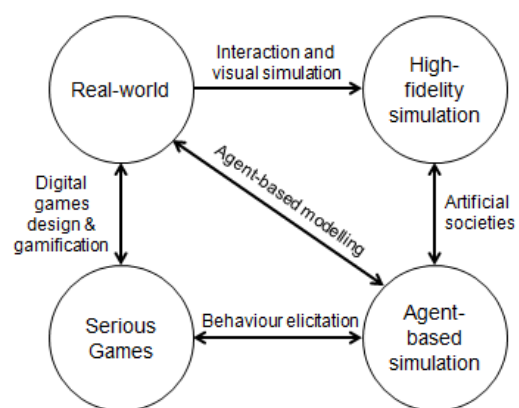 Real-world
Interaction and
visual simulation
High-
fidelity
simulation
Digital
games
design &
gamification
Agent-based modelling
Artificial
societies
Serious
Games
Behaviour elicitation
Agent-
based
simulation